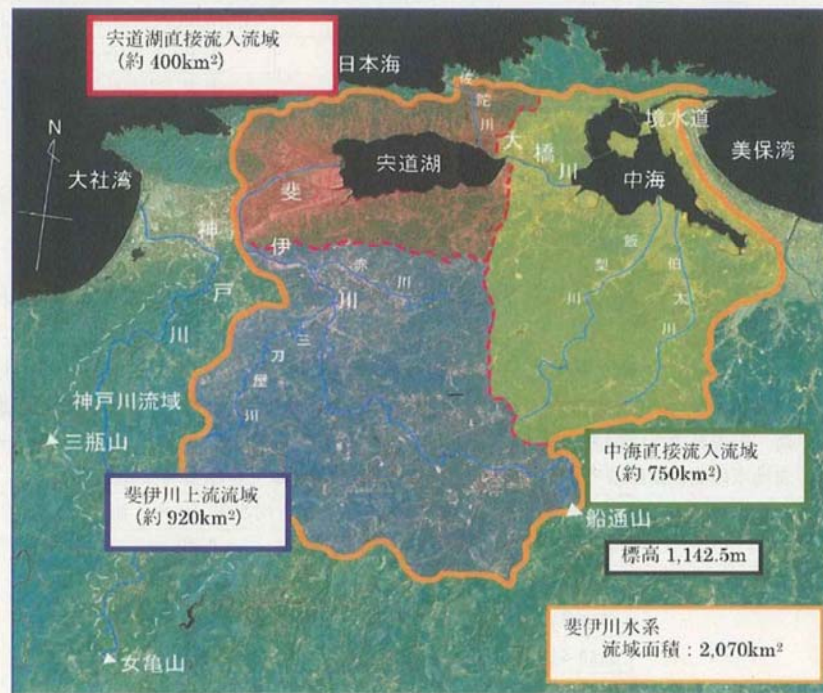 宍道湖直接流入流域
(約 400km²)
日本海
佐陀川
境水道
美保湾
N
大社湾
宍道湖
大橋川
中海
斐伊川
神戸川
赤川
飯梨川
伯太川
三刀屋川
神戸川流域
三瓶山
中海直接流入流域
(約 750km²)
斐伊川上流流域
(約 920km²)
船通山
標高 1,142.5m
斐伊川水系
流域面積：2,070km²
女亀山